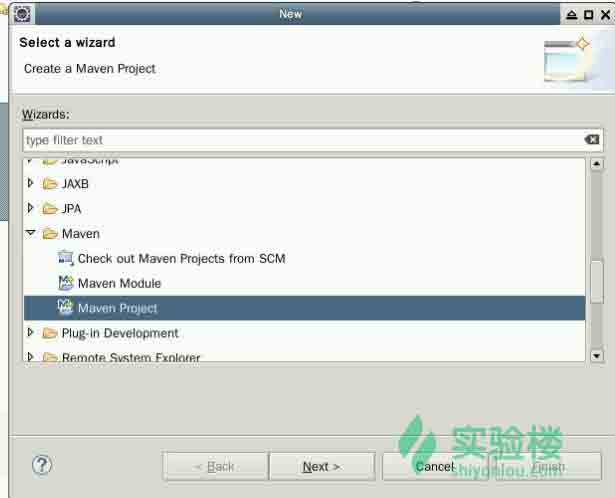 New
Select a wizard
Create a Maven Project
Wizards:
type filter text
JavaScript
JAXB
JPA
Maven
Check out Maven Projects from SCM
Maven Module
Maven Project
Plug-in Development
Remote System Explorer
< Back
Next >
Cancel
Finish
实验楼
shiyanlou.com